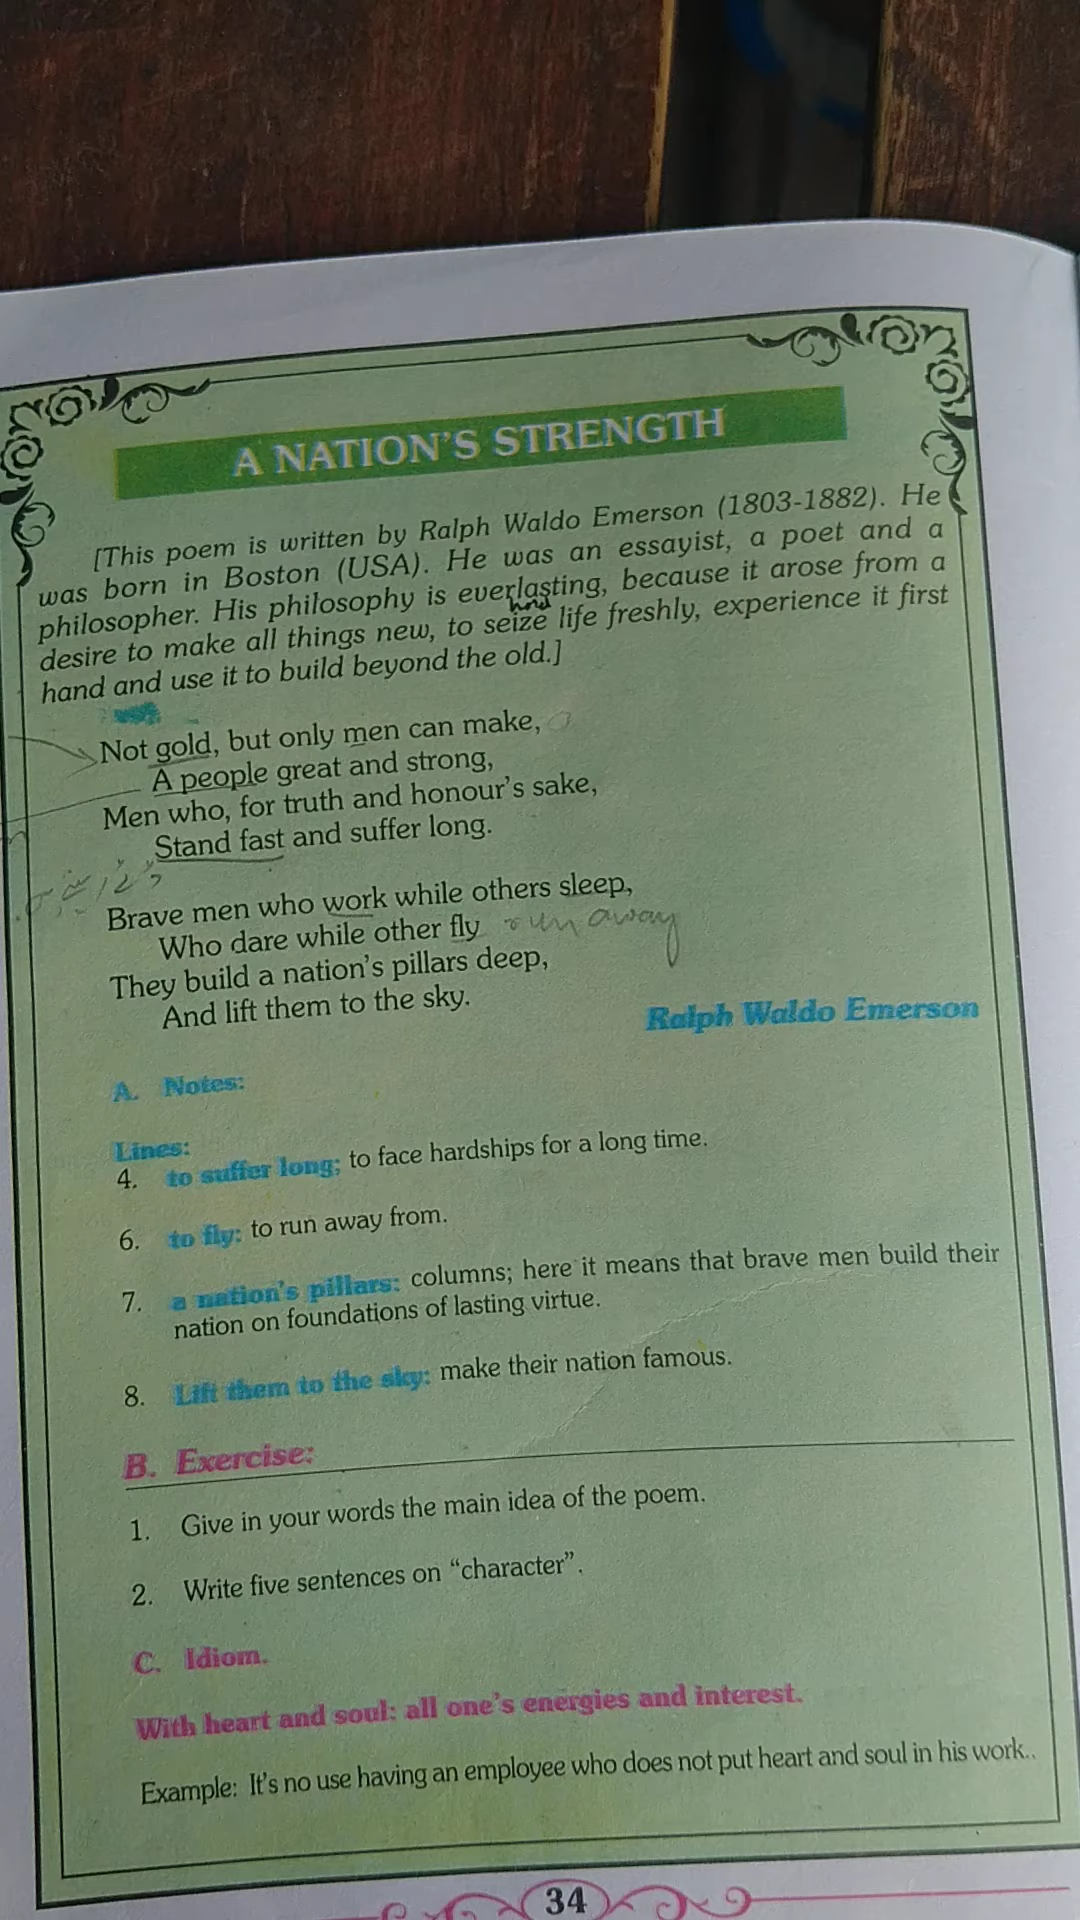 A NATION'S STRENGTH
[This poem is written by Ralph Waldo Emerson (1803-1882). He
was born in Boston (USA). He was an essayist, a poet and a
philosopher. His philosophy is everlasting, because it arose from a
hnd
desire to make all things new, to seize life freshly, experience it first
hand and use it to build beyond the old.]
Not gold, but only men can make,
A people great and strong,
Men who, for truth and honour's sake,
Stand fast and suffer long.
Brave men who work while others sleep,
Who dare while other fly run away
They build a nation's pillars deep,
And lift them to the sky.
Ralph Waldo Emerson
A. Notes:
Lines:
4. to suffer long; to face hardships for a long time.
6. to fly: to run away from.
7. a nation's pillars: columns; here it means that brave men build their
nation on foundations of lasting virtue.
8. Lift them to the sky: make their nation famous.
B. Exercise:
1. Give in your words the main idea of the poem.
2. Write five sentences on "character".
C. Idiom.
With heart and soul: all one's energies and interest.
Example: It's no use having an employee who does not put heart and soul in his work..
34